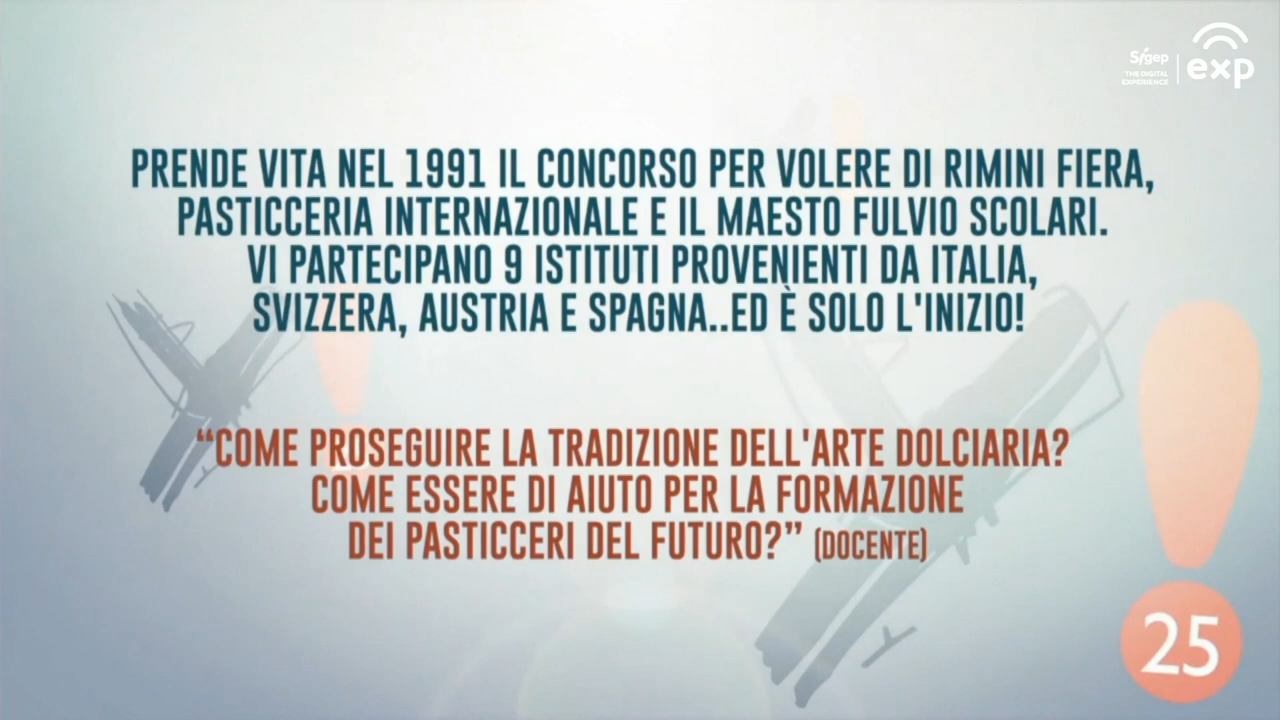 Sigep
THE DIGITAL
EXPERIENCE
exp
PRENDE VITA NEL 1991 IL CONCORSO PER VOLERE DI RIMINI FIERA,
PASTICCERIA INTERNAZIONALE E IL MAESTO FULVIO SCOLARI.
VI PARTECIPANO 9 ISTITUTI PROVENIENTI DA ITALIA,
SVIZZERA, AUSTRIA E SPAGNA..ED È SOLO L'INIZIO!
“COME PROSEGUIRE LA TRADIZIONE DELL'ARTE DOLCIARIA?
COME ESSERE DI AIUTO PER LA FORMAZIONE
DEI PASTICCERI DEL FUTURO?” (DOCENTE)
25